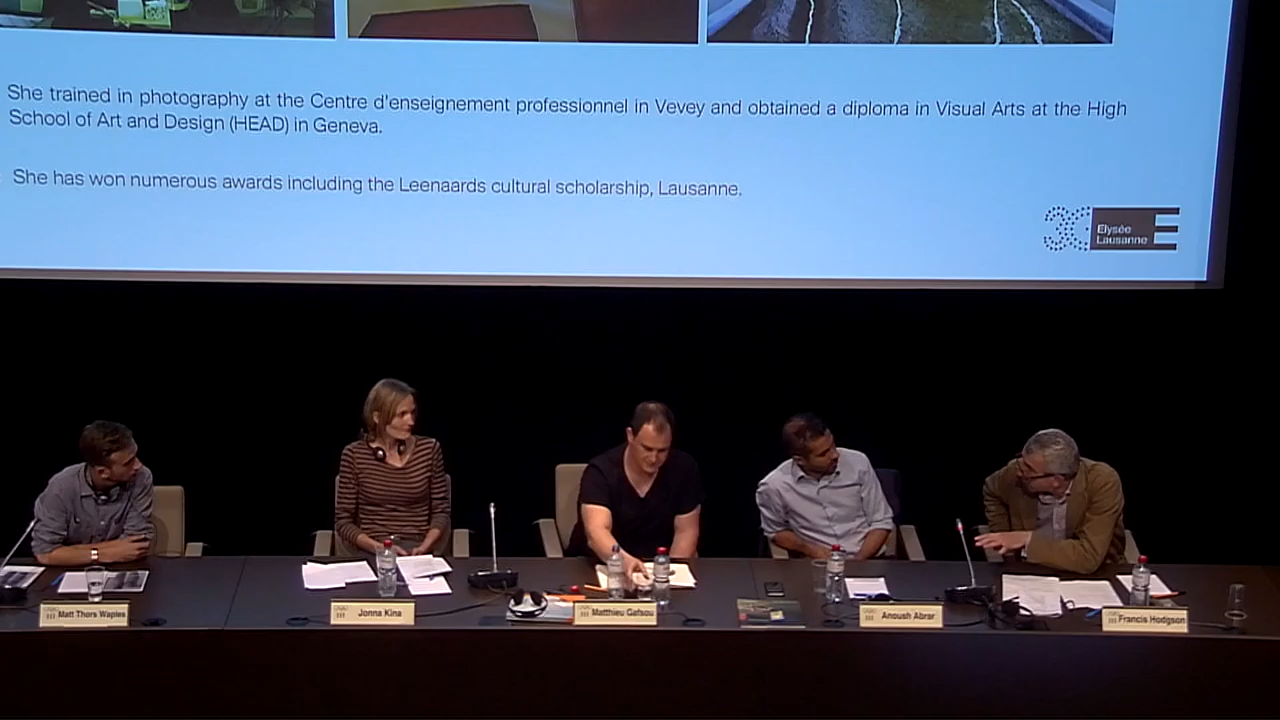 She trained in photography at the Centre d'enseignement professionnel in Vevey and obtained a diploma in Visual Arts at the High
School of Art and Design (HEAD) in Geneva.
She has won numerous awards including the Leenaards cultural scholarship, Lausanne.
30
Elysée
Lausanne
Matt Thors Waples
Jonna Kina
Matthieu Gafsou
Anoush Abrar
Francis Hodgson